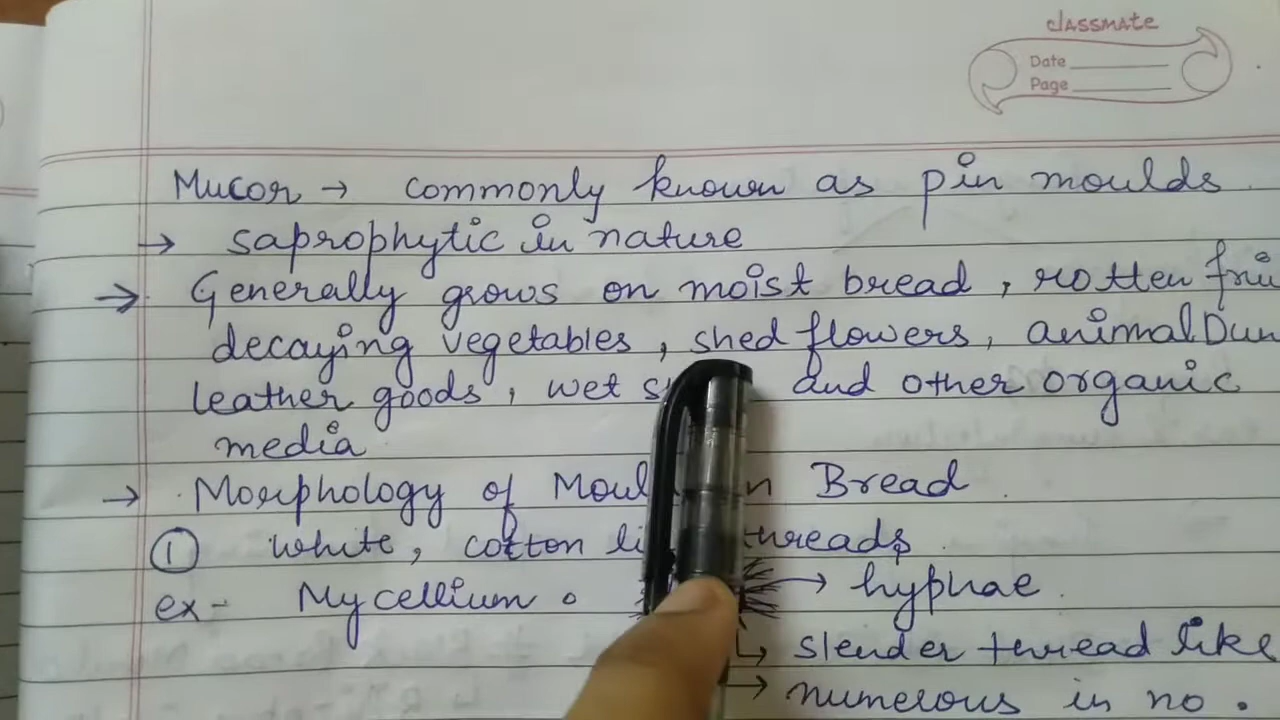 classmate
Date
Page
Mucor → commonly known as pin moulds
→ saprophytic in nature
→ Generally grows on moist bread, rotten
decaying vegetables, shed flowers, animal
leather goods, wet and other organic
media
→ Morphology of Bread
① white, cotton threads
ex- Mycellium.
→ hyphae.
↳ slender thread like
→ numerous in no.